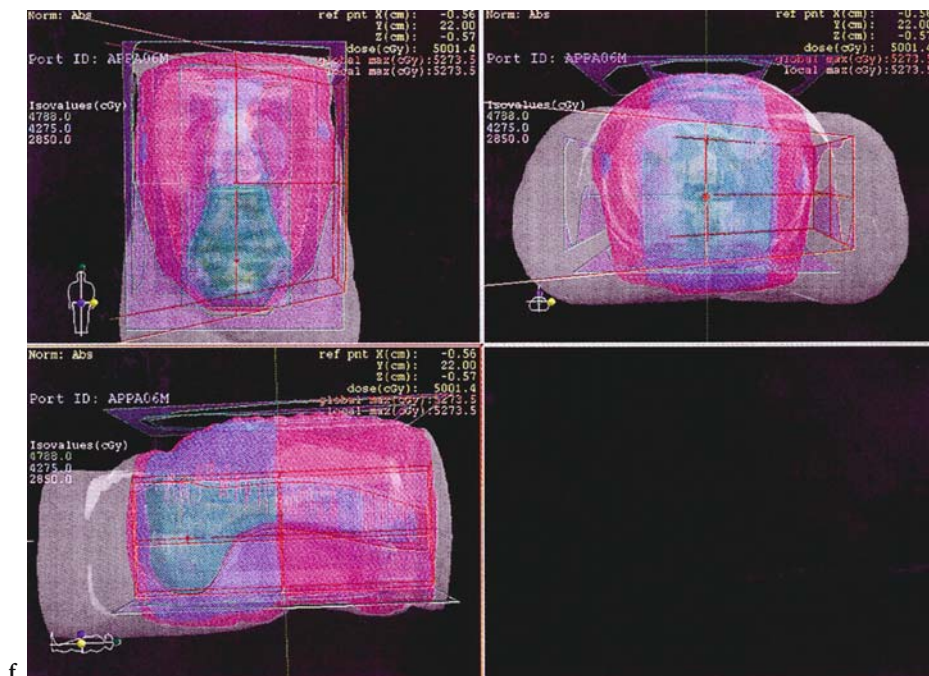 Norm: Abs
ref pnt X(cm): -0.56
Y(cm): 22.00
Z(cm): -0.57
dose(cGy): 5001.4
Port ID: APPA06M
global max(cGy):5273.5
local max(cGy):5273.5
Isovalues(cGy)
4788.0
4275.0
2850.0
Norm: Abs
ref pnt X(cm): -0.56
Y(cm): 22.00
Z(cm): -0.57
dose(cGy): 5001.4
Port ID: APPA06M
global max(cGy):5273.5
local max(cGy):5273.5
Isovalues(cGy)
4788.0
4275.0
2850.0
Norm: Abs
ref pnt X(cm): -0.56
Y(cm): 22.00
Z(cm): -0.57
dose(cGy): 5001.4
Port ID: APPA06M
global max(cGy):5273.5
local max(cGy):5273.5
Isovalues(cGy)
4788.0
4275.0
2850.0
f